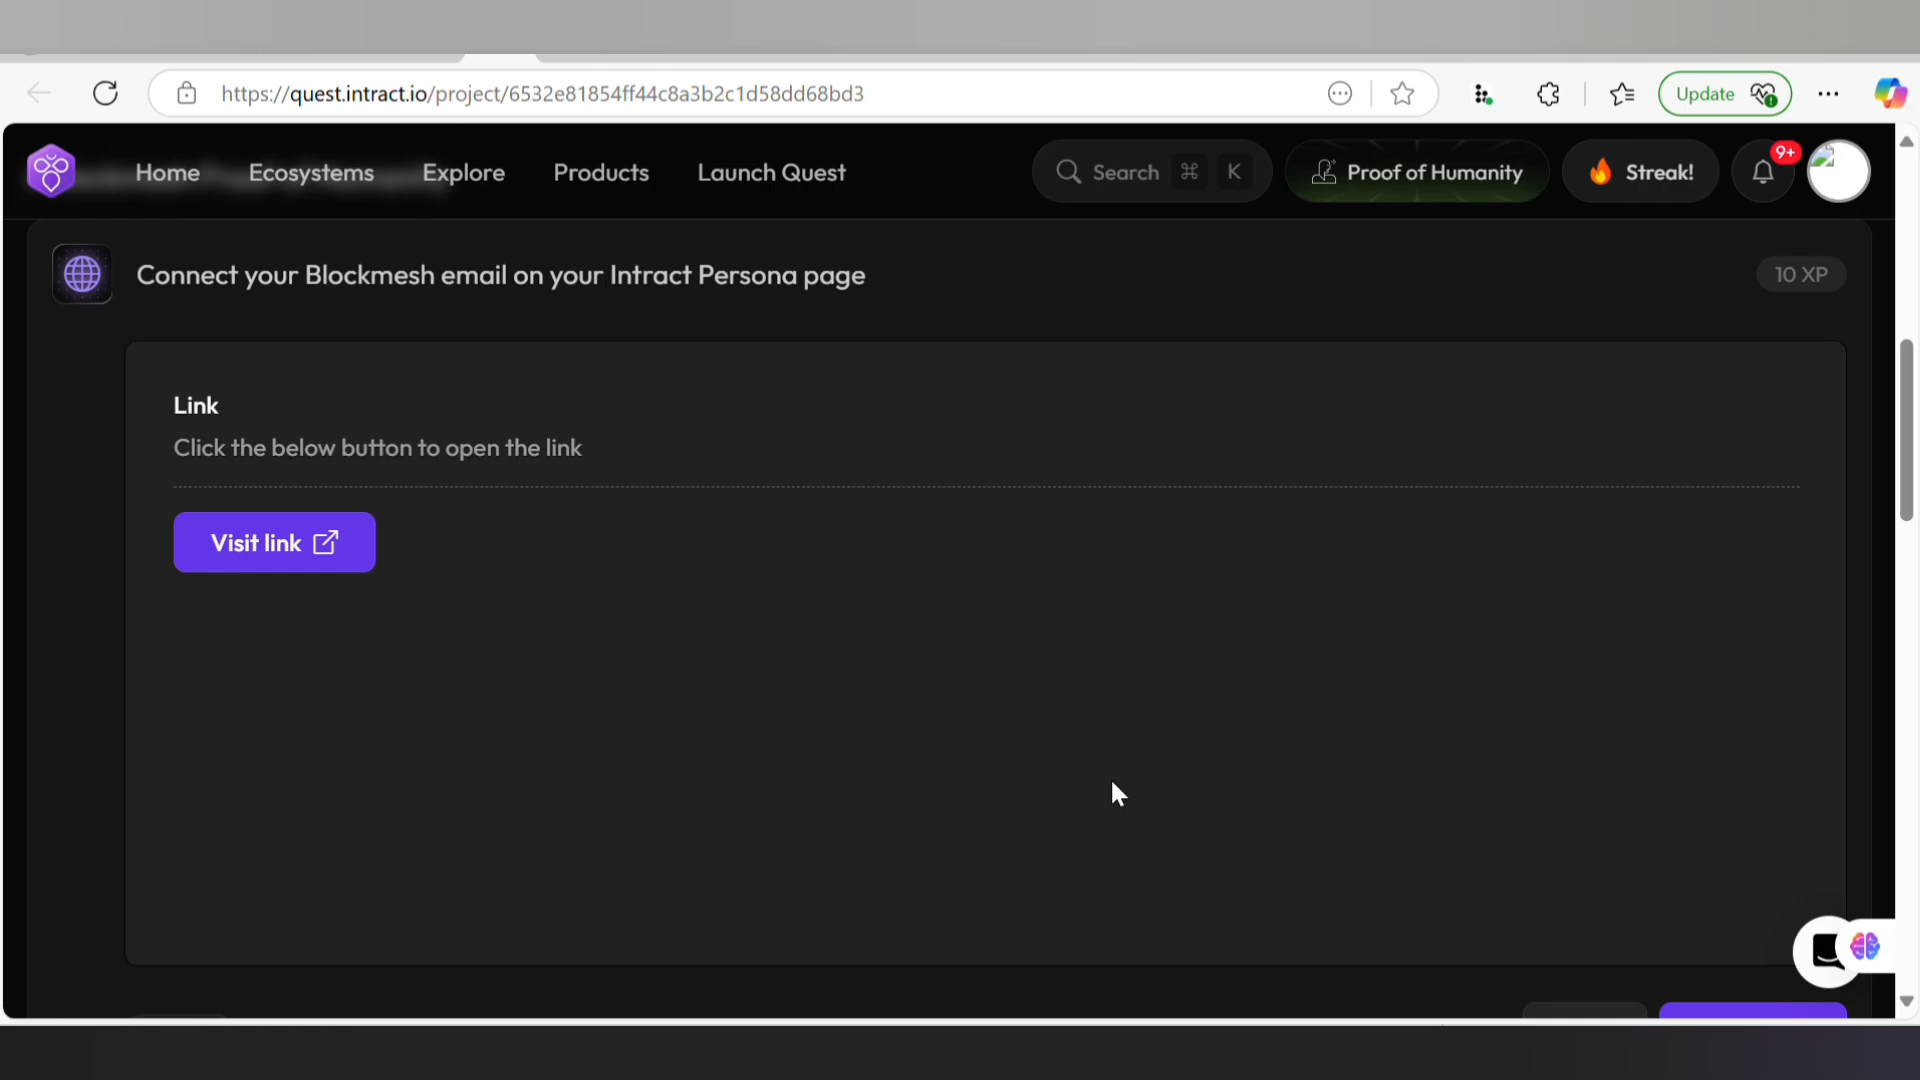 https://quest.intract.io/project/6532e81854ff44c8a3b2c1d58dd68bd3
Update
Home Ecosystems Explore Products Launch Quest Search ⌘ K Proof of Humanity Streak! 9+
Connect your Blockmesh email on your Intract Persona page 10 XP
Link
Click the below button to open the link
Visit link